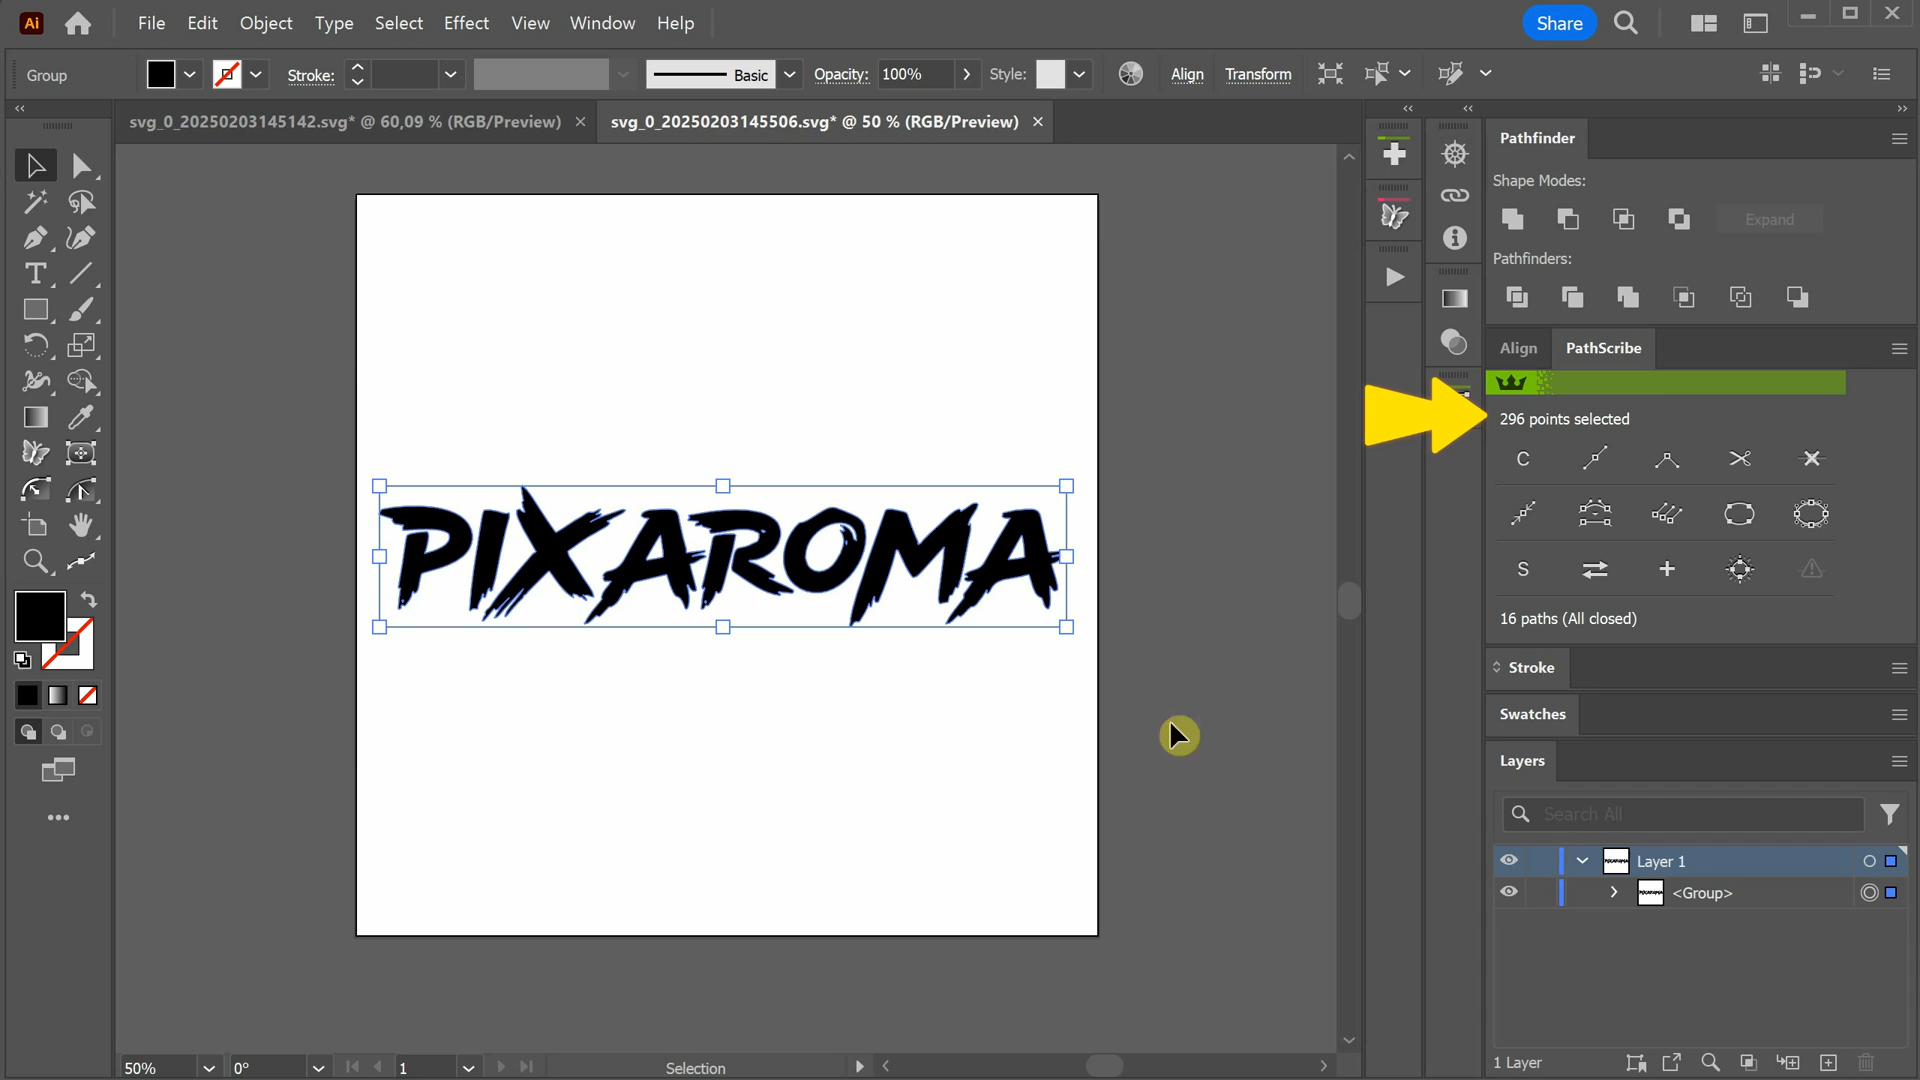 Ai File Edit Object Type Select Effect View Window Help Share
Group Stroke: Basic Opacity: 100% Style: Align Transform
svg_0_20250203145142.svg* @ 60,09 % (RGB/Preview) svg_0_20250203145506.svg* @ 50 % (RGB/Preview)
Pathfinder
Shape Modes:
Expand
Pathfinders:
Align PathScribe
296 points selected
C
S
16 paths (All closed)
PIXAROMA
Stroke
Swatches
Layers
Search All
Layer 1
<Group>
1 Layer
50% 0° 1 Selection